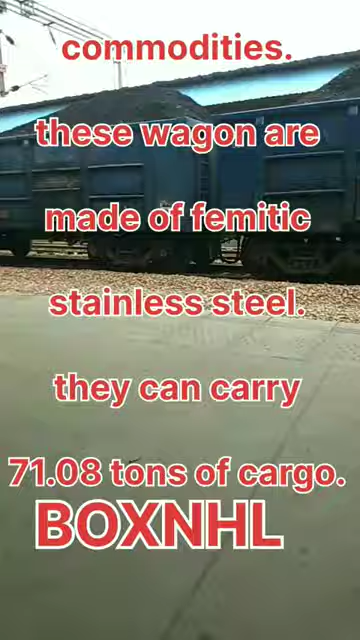 commodities.
these wagon are
made of femitic
stainless steel.
they can carry
71.08 tons of cargo.
BOXNHL